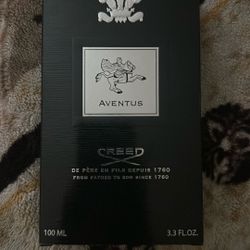 AVENTUS
CREED
DE PÈRE EN FILS DEPUIS 1760
FROM FATHER TO SON SINCE 1760
100 ML 3.3 FL.OZ.